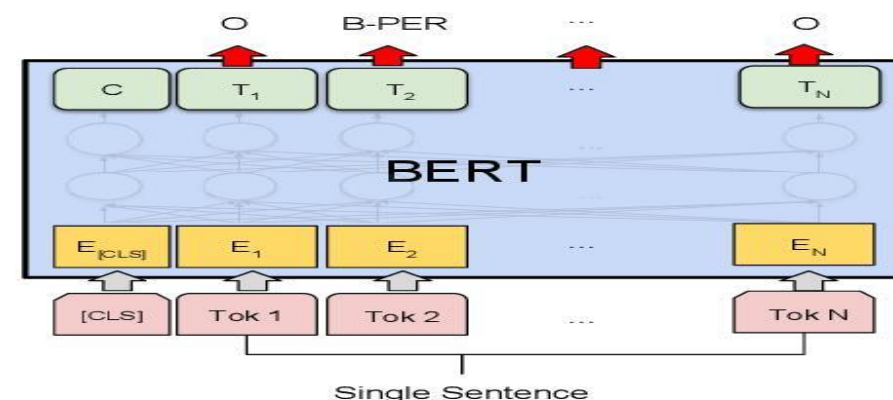 O B-PER ... O
C T1 T2 ... TN
...
BERT
...
E[CLS] E1 E2 ... EN
[CLS] Tok 1 Tok 2 ... Tok N
Single Sentence